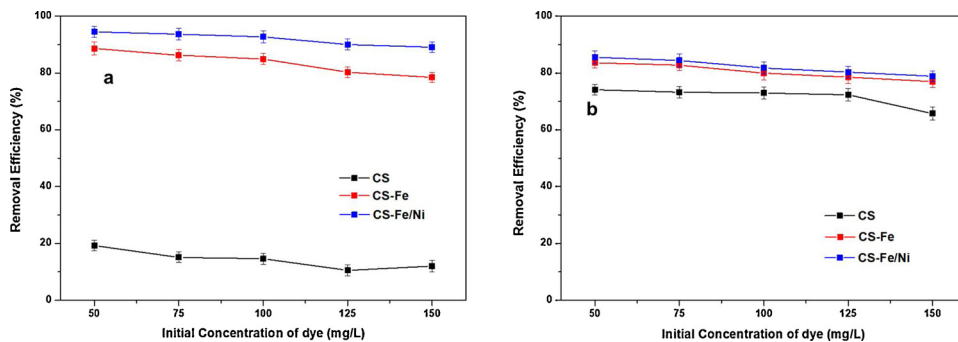 100
80
60
40
20
0
Removal Efficiency (%)
a
CS
CS-Fe
CS-Fe/Ni
50 75 100 125 150
Initial Concentration of dye (mg/L)
100
80
60
40
20
0
Removal Efficiency (%)
b
CS
CS-Fe
CS-Fe/Ni
50 75 100 125 150
Initial Concentration of dye (mg/L)